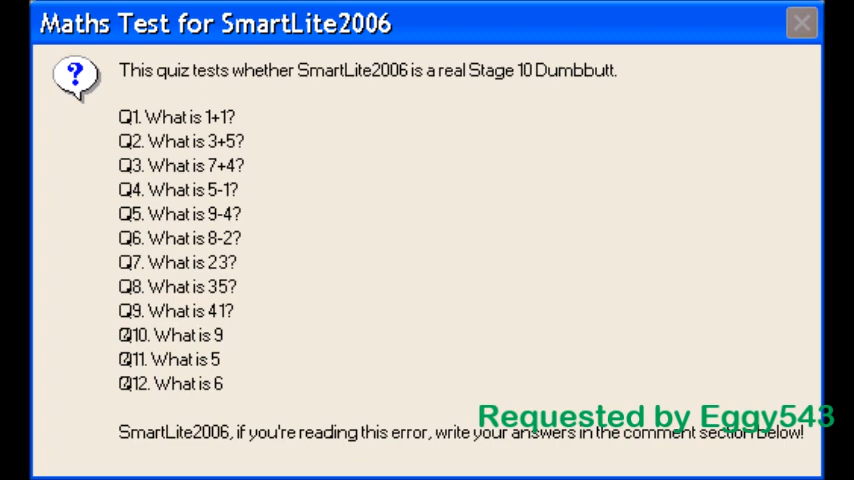 Maths Test for SmartLite2006
This quiz tests whether SmartLite2006 is a real Stage 10 Dumbbutt.
Q1. What is 1+1?
Q2. What is 3+5?
Q3. What is 7+4?
Q4. What is 5-1?
Q5. What is 9-4?
Q6. What is 8-2?
Q7. What is 23?
Q8. What is 35?
Q9. What is 41?
Q10. What is 9
Q11. What is 5
Q12. What is 6
Requested by Eggy543
SmartLite2006, if you're reading this error, write your answers in the comment section below!